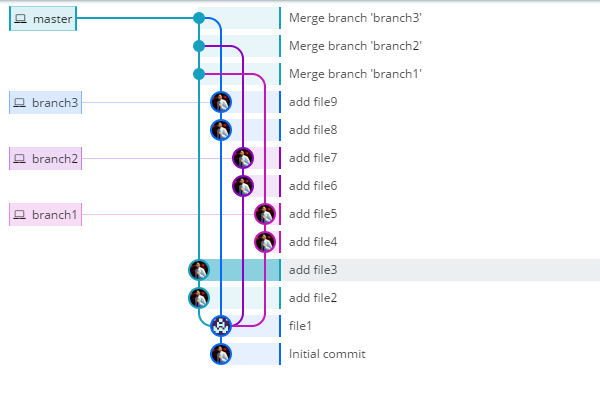 master Merge branch 'branch3'
Merge branch 'branch2'
Merge branch 'branch1'
branch3 add file9
add file8
branch2 add file7
add file6
branch1 add file5
add file4
add file3
add file2
file1
Initial commit